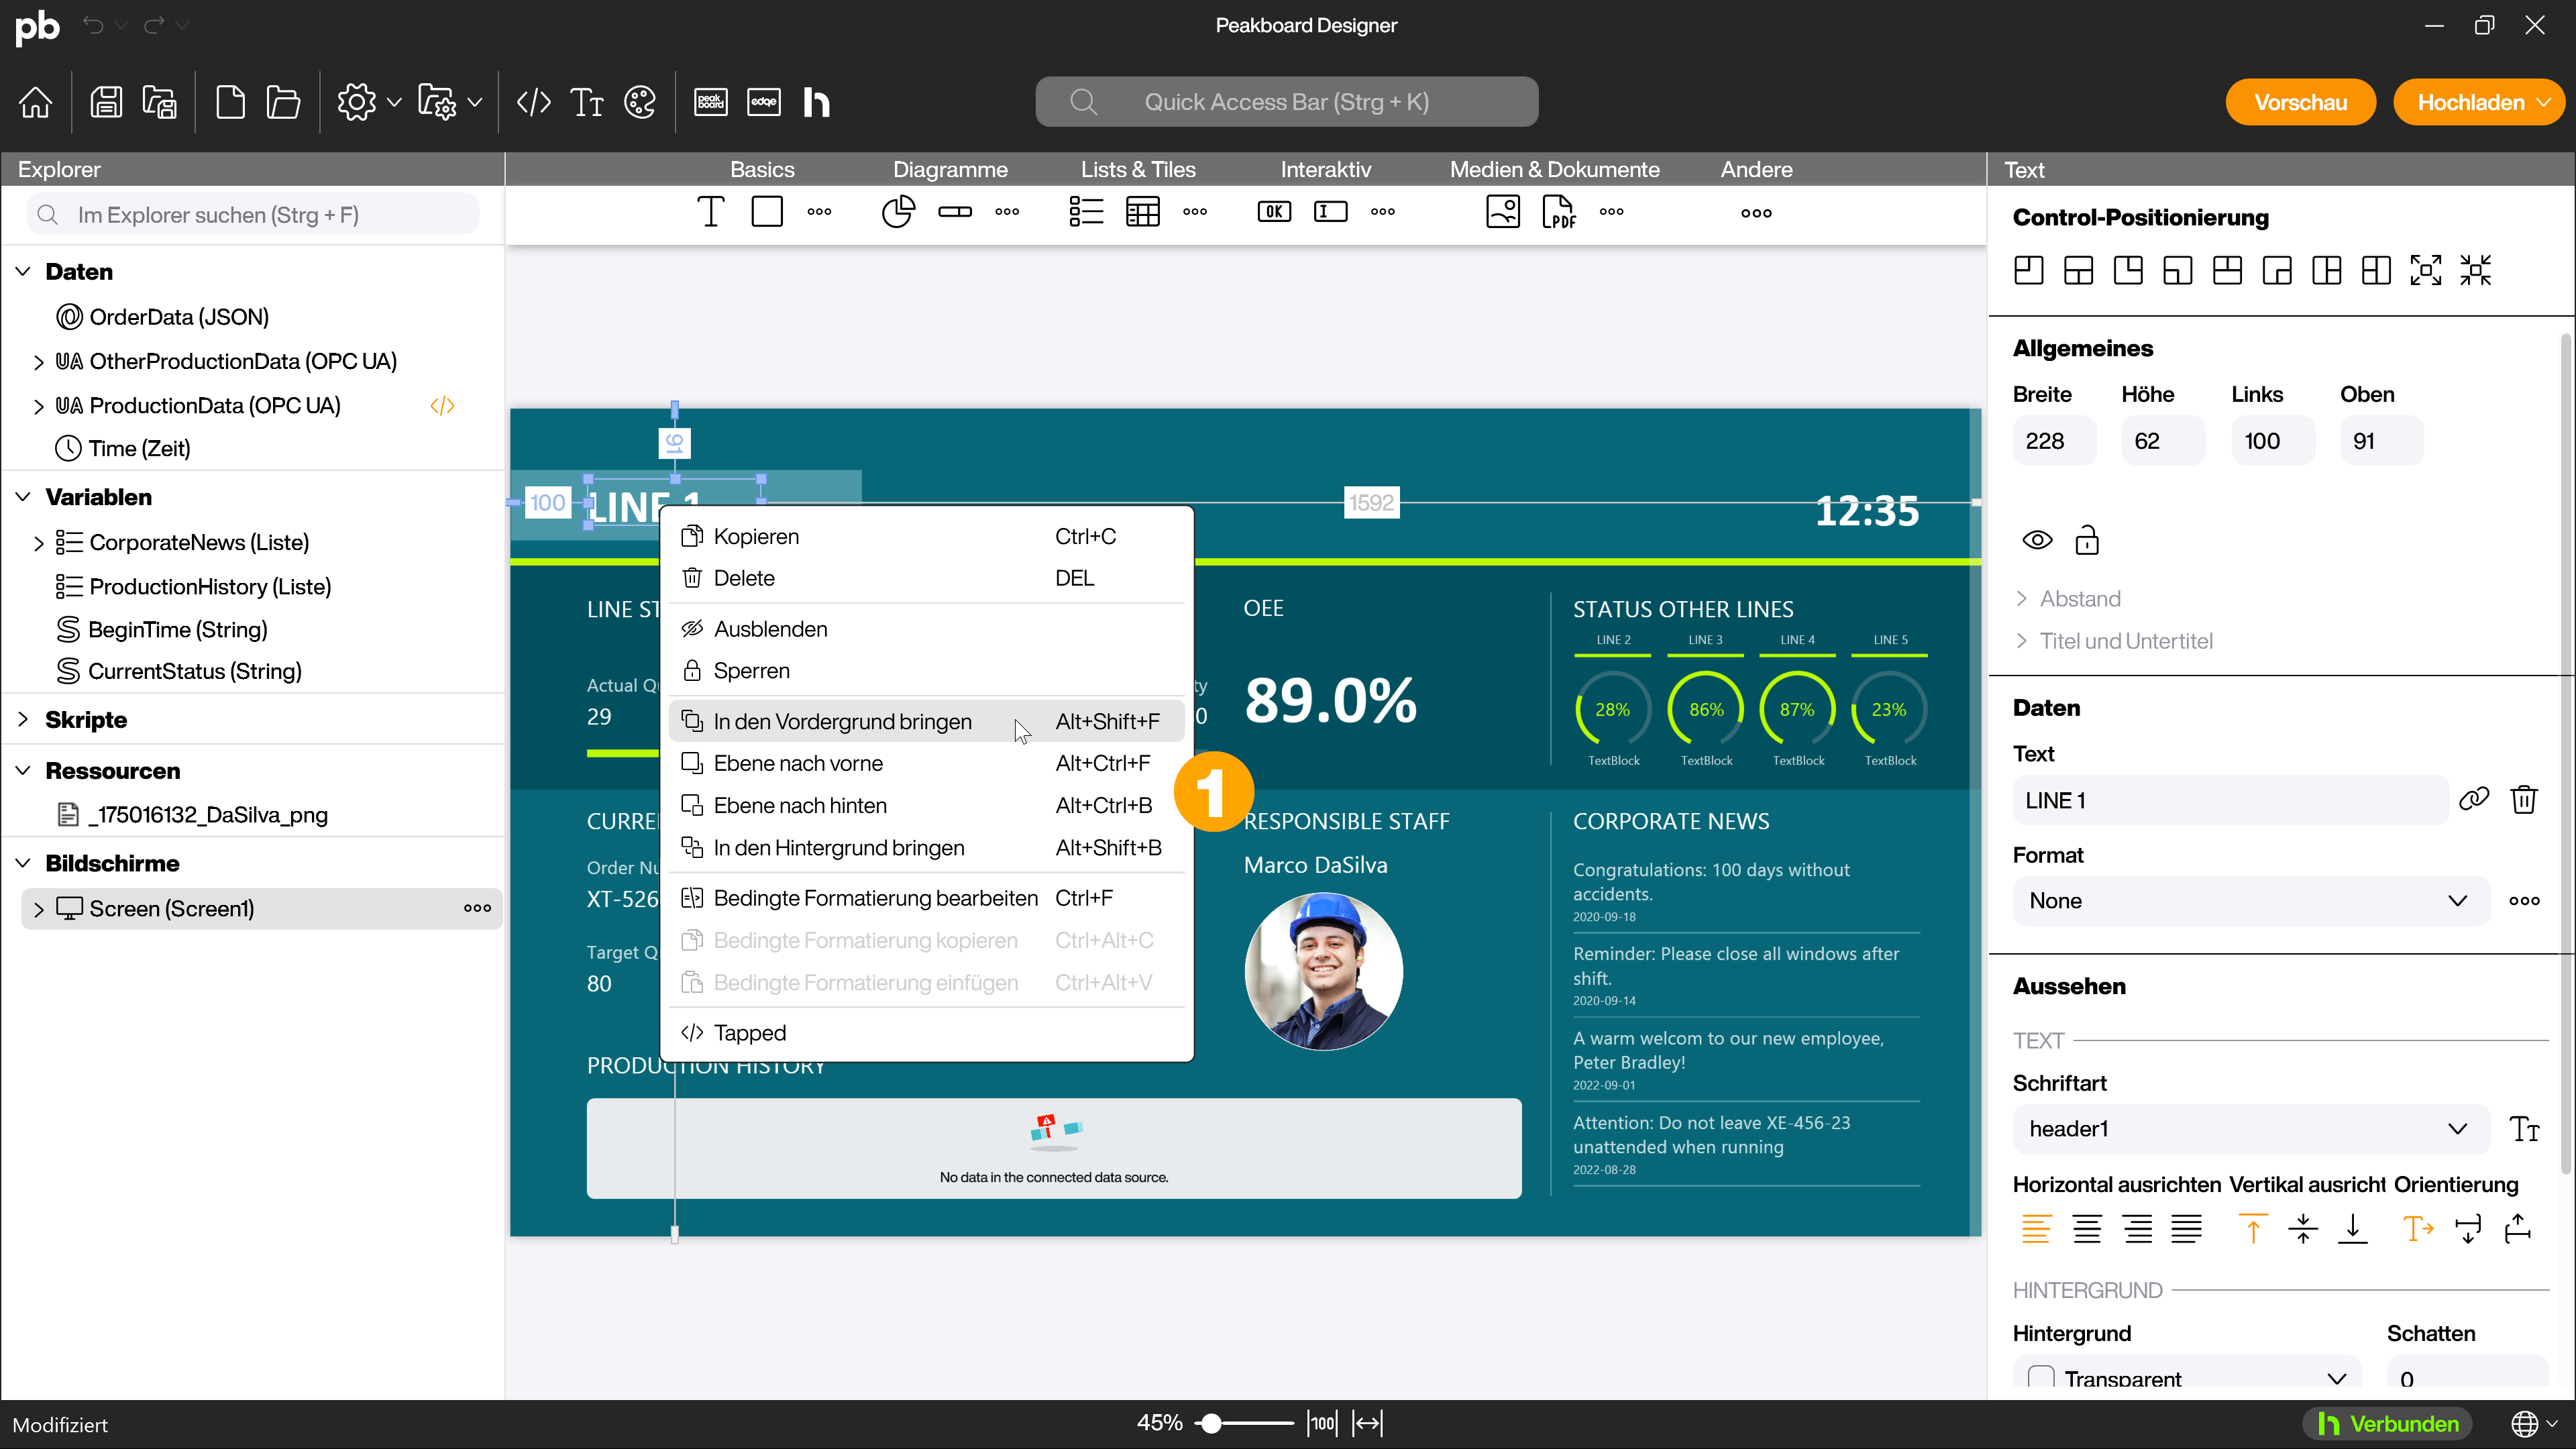 pb
Peakboard Designer
peak board
edge
h
Quick Access Bar (Strg + K)
Vorschau
Hochladen
Explorer
Basics
Diagramme
Lists & Tiles
Interaktiv
Medien & Dokumente
Andere
Text
Im Explorer suchen (Strg + F)
OK
PDF
Daten
OrderData (JSON)
UA OtherProductionData (OPC UA)
UA ProductionData (OPC UA)
Time (Zeit)
Variablen
CorporateNews (Liste)
ProductionHistory (Liste)
BeginTime (String)
CurrentStatus (String)
Skripte
Ressourcen
_175016132_DaSilva_png
Bildschirme
Screen (Screen1)
91
100
LINE 1
1592
12:35
LINE ST
Actual Q
29
ty
0
OEE
89.0%
STATUS OTHER LINES
LINE 2
LINE 3
LINE 4
LINE 5
28%
86%
87%
23%
TextBlock
TextBlock
TextBlock
TextBlock
Kopieren Ctrl+C
Delete DEL
Ausblenden
Sperren
In den Vordergrund bringen Alt+Shift+F
Ebene nach vorne Alt+Ctrl+F
Ebene nach hinten Alt+Ctrl+B
In den Hintergrund bringen Alt+Shift+B
Bedingte Formatierung bearbeiten Ctrl+F
Bedingte Formatierung kopieren Ctrl+Alt+C
Bedingte Formatierung einfügen Ctrl+Alt+V
Tapped
1
CURRE
Order Nu
XT-526
Target Q
80
RESPONSIBLE STAFF
Marco DaSilva
CORPORATE NEWS
Congratulations: 100 days without
accidents.
2020-09-18
Reminder: Please close all windows after
shift.
2020-09-14
A warm welcom to our new employee,
Peter Bradley!
2022-09-01
Attention: Do not leave XE-456-23
unattended when running
2022-08-28
PRODUCTION HISTORY
No data in the connected data source.
Control-Positionierung
Allgemeines
Breite
Höhe
Links
Oben
228
62
100
91
Abstand
Titel und Untertitel
Daten
Text
LINE 1
Format
None
Aussehen
TEXT
Schriftart
header1
Horizontal ausrichten
Vertikal ausricht
Orientierung
HINTERGRUND
Hintergrund
Schatten
Transparent
0
Modifiziert
45%
100
h Verbunden